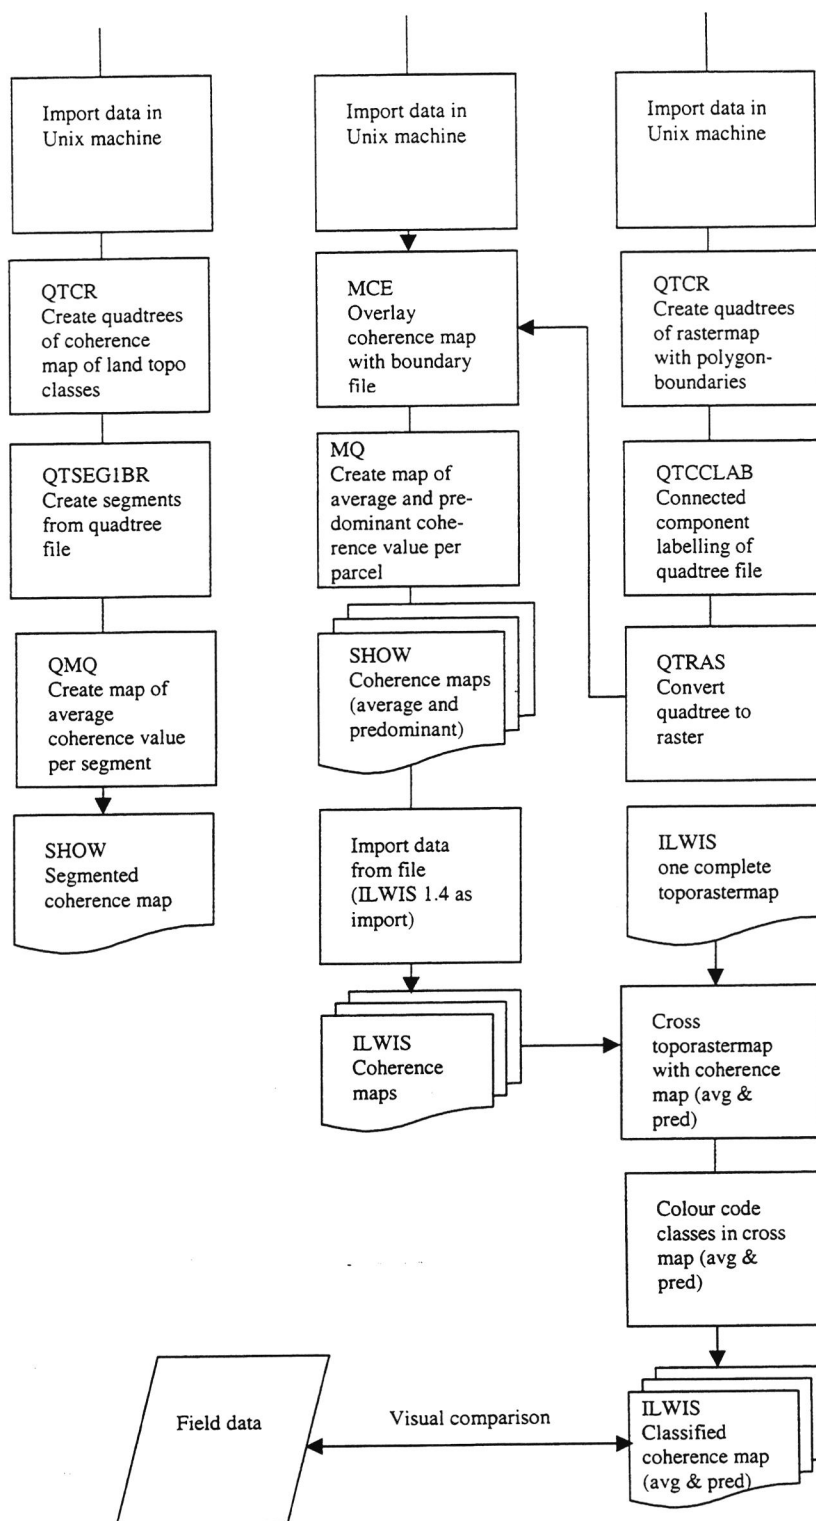 Import data in
Unix machine
QTCR
Create quadtrees
of coherence
map of land topo
classes
QTSEG1BR
Create segments
from quadtree
file
QMQ
Create map of
average
coherence value
per segment
SHOW
Segmented
coherence map
Import data in
Unix machine
MCE
Overlay
coherence map
with boundary
file
MQ
Create map of
average and pre-
dominant cohe-
rence value per
parcel
SHOW
Coherence maps
(average and
predominant)
Import data
from file
(ILWIS 1.4 as
import)
ILWIS
Coherence
maps
Import data in
Unix machine
QTCR
Create quadtrees
of rastermap
with polygon-
boundaries
QTCCLAB
Connected
component
labelling of
quadtree file
QTRAS
Convert
quadtree to
raster
ILWIS
one complete
toporastermap
Cross
toporastermap
with coherence
map (avg &
pred)
Colour code
classes in cross
map (avg &
pred)
ILWIS
Classified
coherence map
(avg & pred)
Visual comparison
Field data